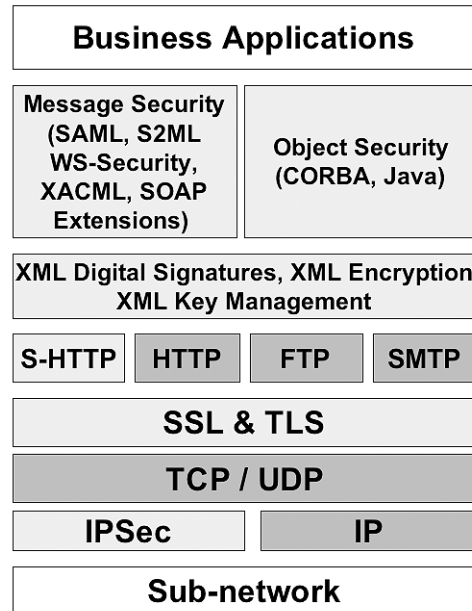 Business Applications
Message Security
(SAML, S2ML
WS-Security,
XACML, SOAP
Extensions)
Object Security
(CORBA, Java)
XML Digital Signatures, XML Encryption
XML Key Management
S-HTTP
HTTP
FTP
SMTP
SSL & TLS
TCP / UDP
IPSec
IP
Sub-network